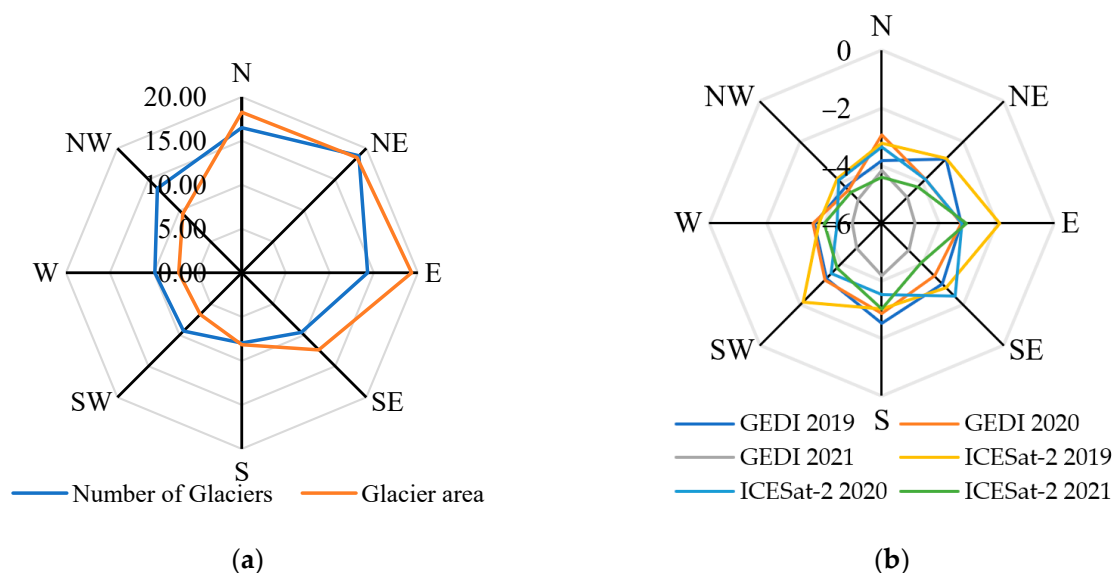 N
20.00
15.00
10.00
5.00
0.00
NW
NE
W
E
SW
SE
S
Number of Glaciers
Glacier area
(a)
N
0
−2
−4
−6
NW
NE
W
E
SW
SE
S
GEDI 2019
GEDI 2020
GEDI 2021
ICESat-2 2019
ICESat-2 2020
ICESat-2 2021
(b)